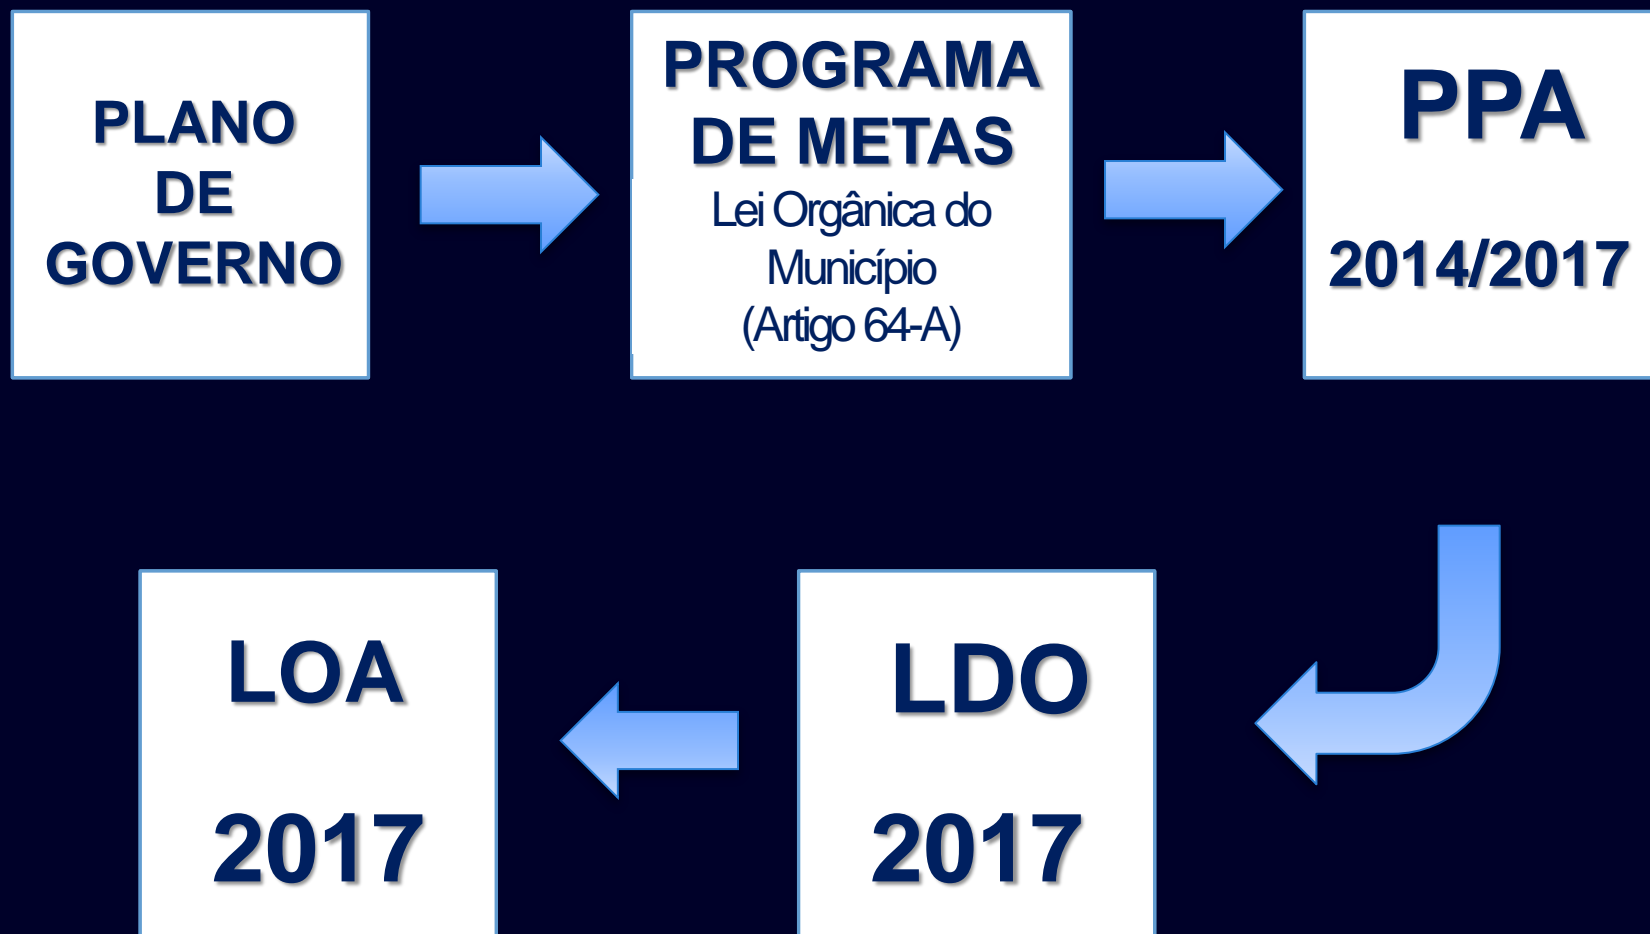 PLANO
DE
GOVERNO
PROGRAMA
DE METAS
Lei Orgânica do
Município
(Artigo 64-A)
PPA
2014/2017
LDO
2017
LOA
2017